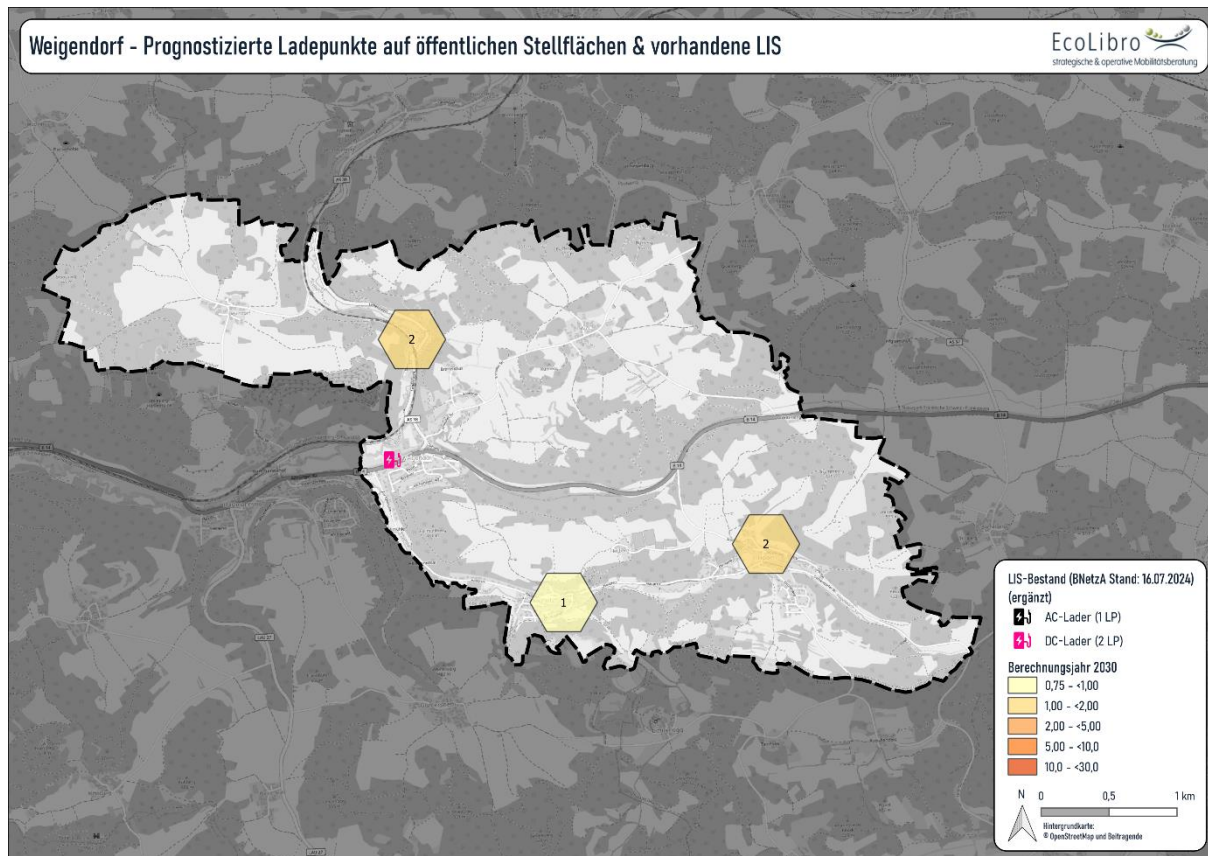 Weigendorf - Prognostizierte Ladepunkte auf öffentlichen Stellflächen & vorhandene LIS
EcoLibro
strategische & operative Mobilitätsberatung
2
2
1
B 14
B 14
LIS-Bestand (BNetzA Stand: 16.07.2024)
(ergänzt)
AC-Lader (1 LP)
DC-Lader (2 LP)
Berechnungsjahr 2030
0,75 - <1,00
1,00 - <2,00
2,00 - <5,00
5,00 - <10,0
10,0 - <30,0
N
0 0,5 1 km
Hintergrundkarte:
© OpenStreetMap und Beitragende